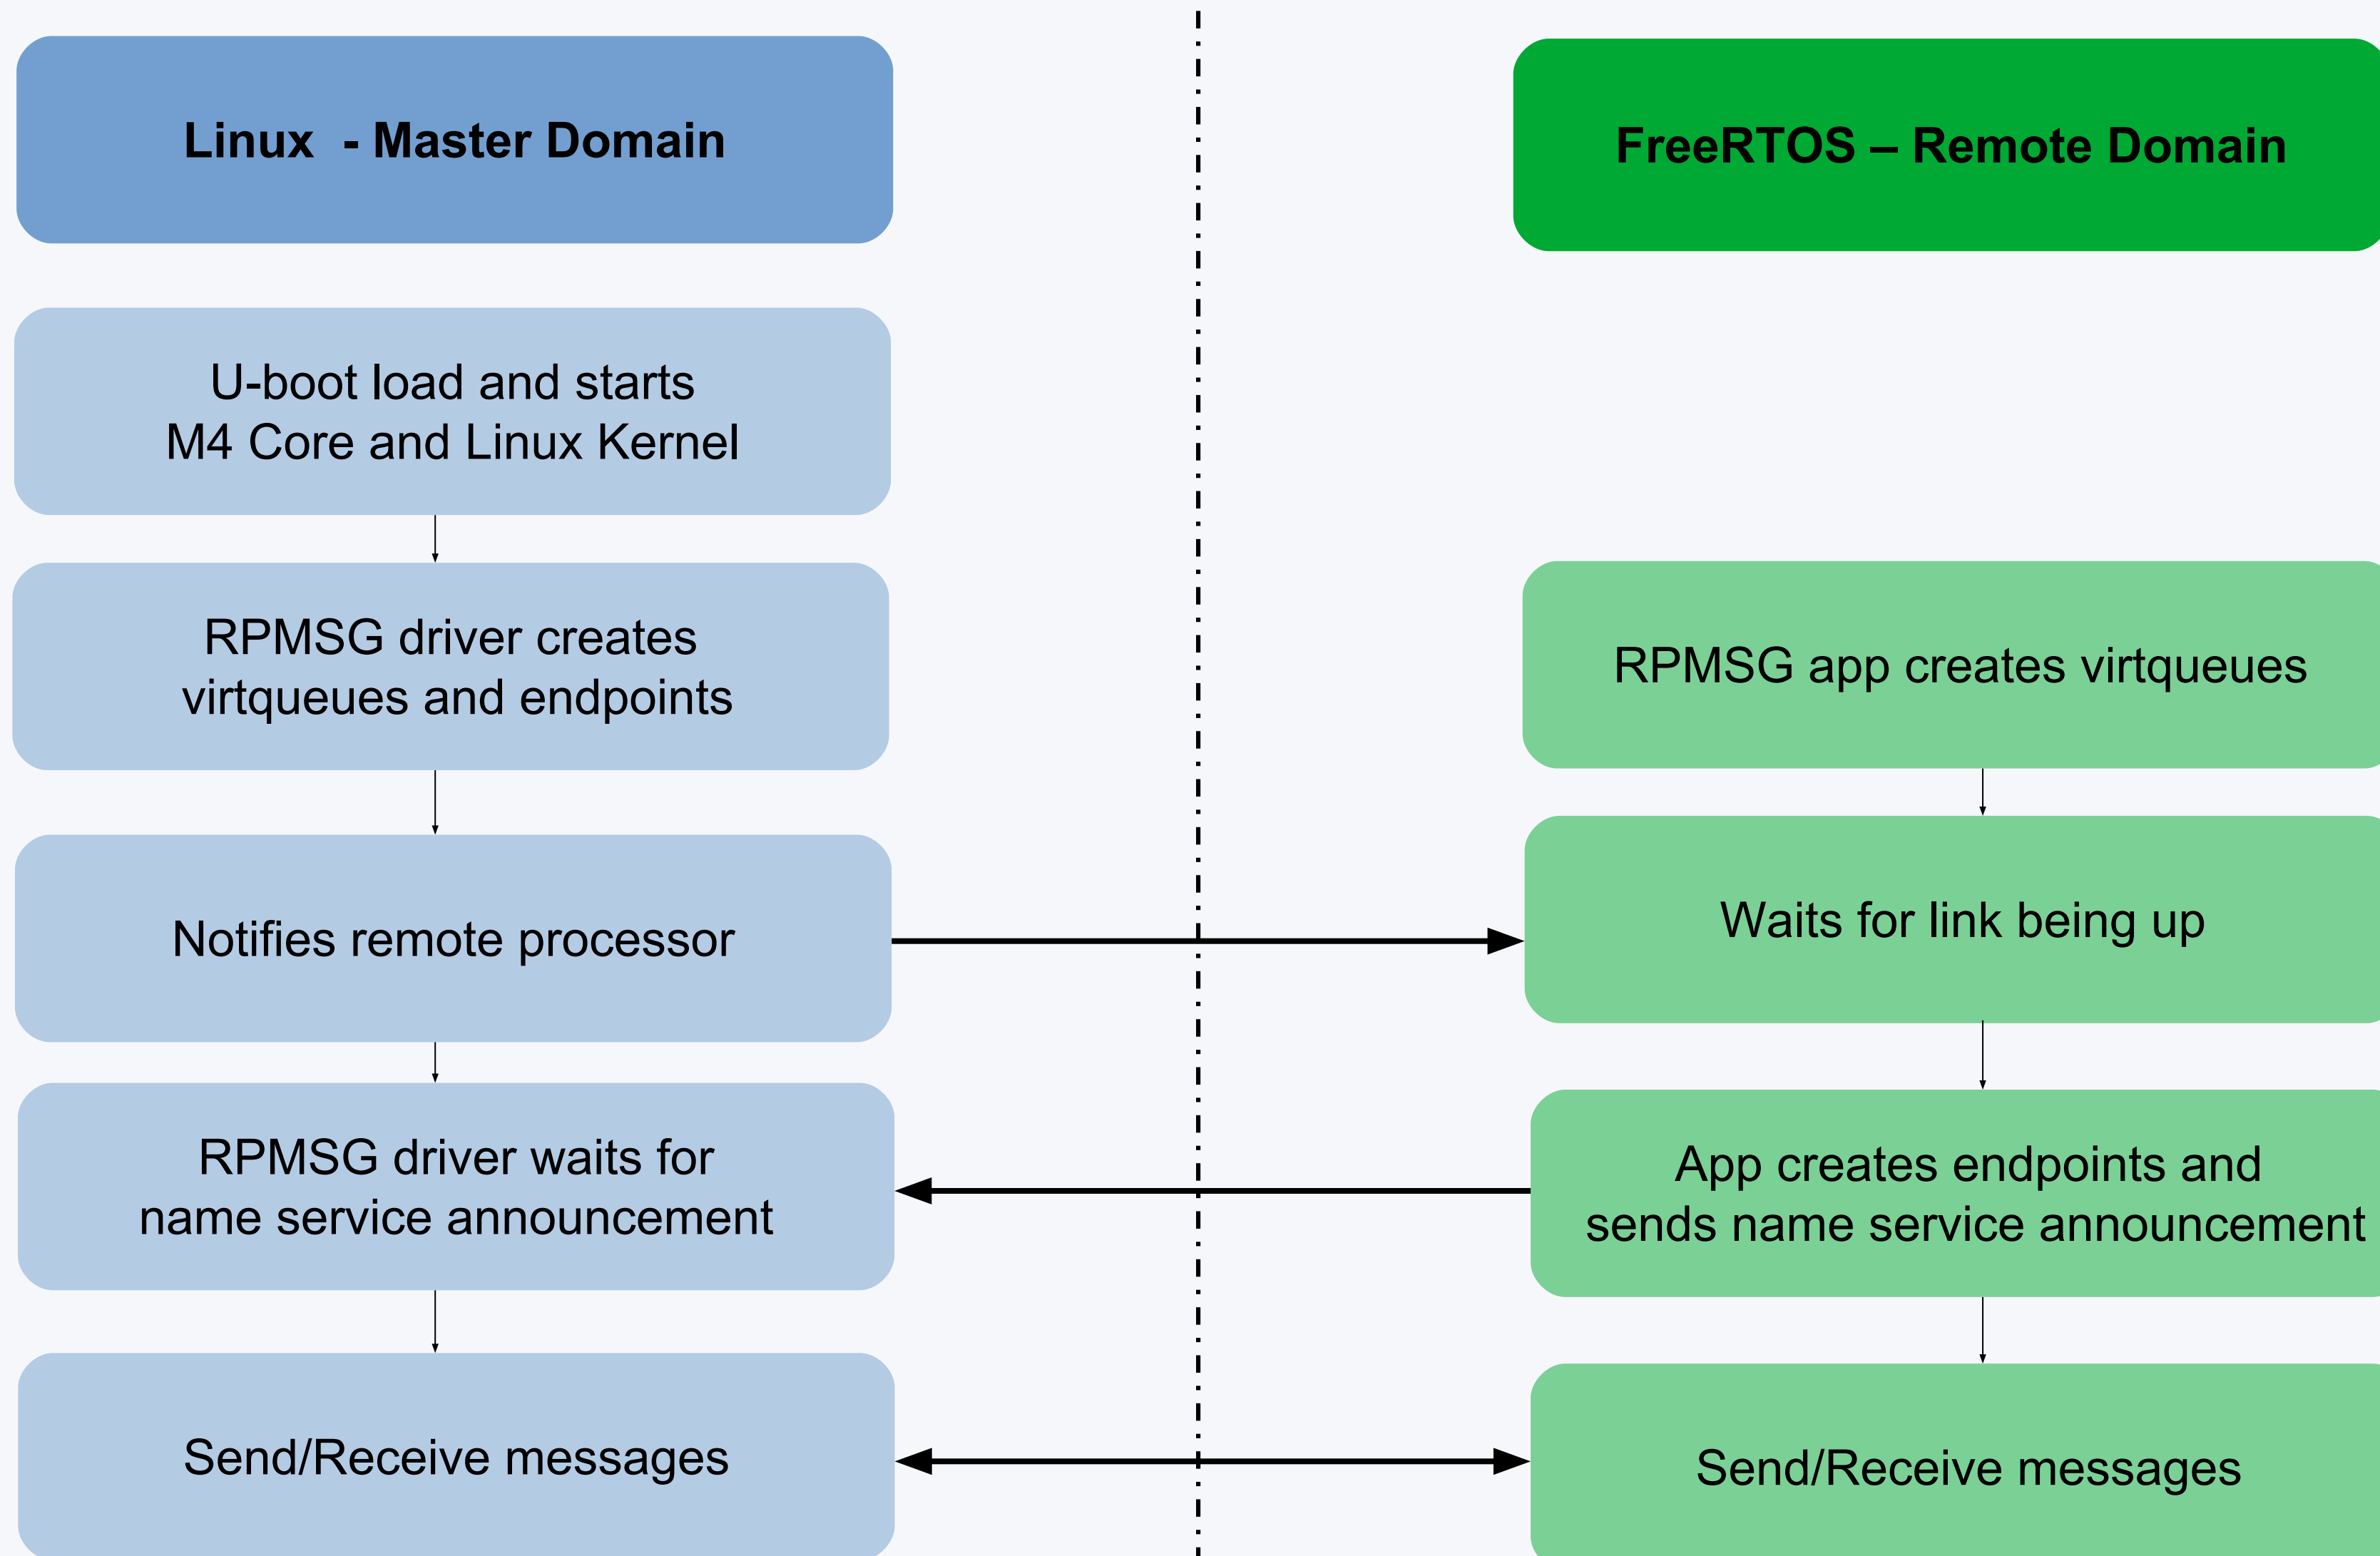 Linux  - Master Domain
FreeRTOS – Remote Domain
U-boot load and starts
M4 Core and Linux Kernel
RPMSG driver creates
virtqueues and endpoints
RPMSG app creates virtqueues
Notifies remote processor
Waits for link being up
RPMSG driver waits for
name service announcement
App creates endpoints and
sends name service announcement
Send/Receive messages
Send/Receive messages